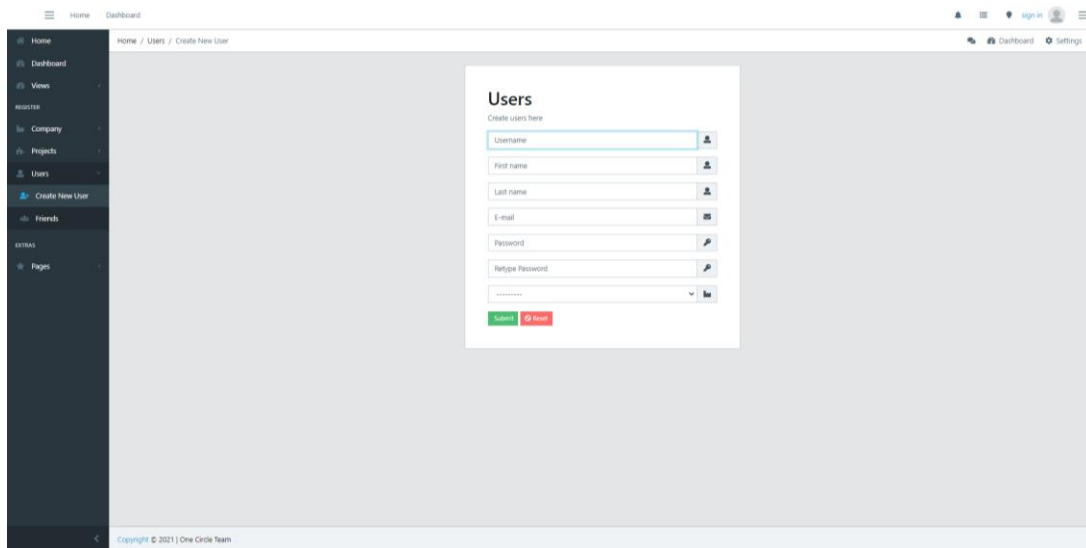 Home Dashboard sign in
Home
Dashboard
Views
REGISTER
Company
Projects
Users
Create New User
Friends
EXTRAS
Pages
Home / Users / Create New User Dashboard Settings
Users
Create users here
Username
First name
Last name
E-mail
Password
Retype Password
---------
Submit Reset
Copyright © 2021 | One Circle Team